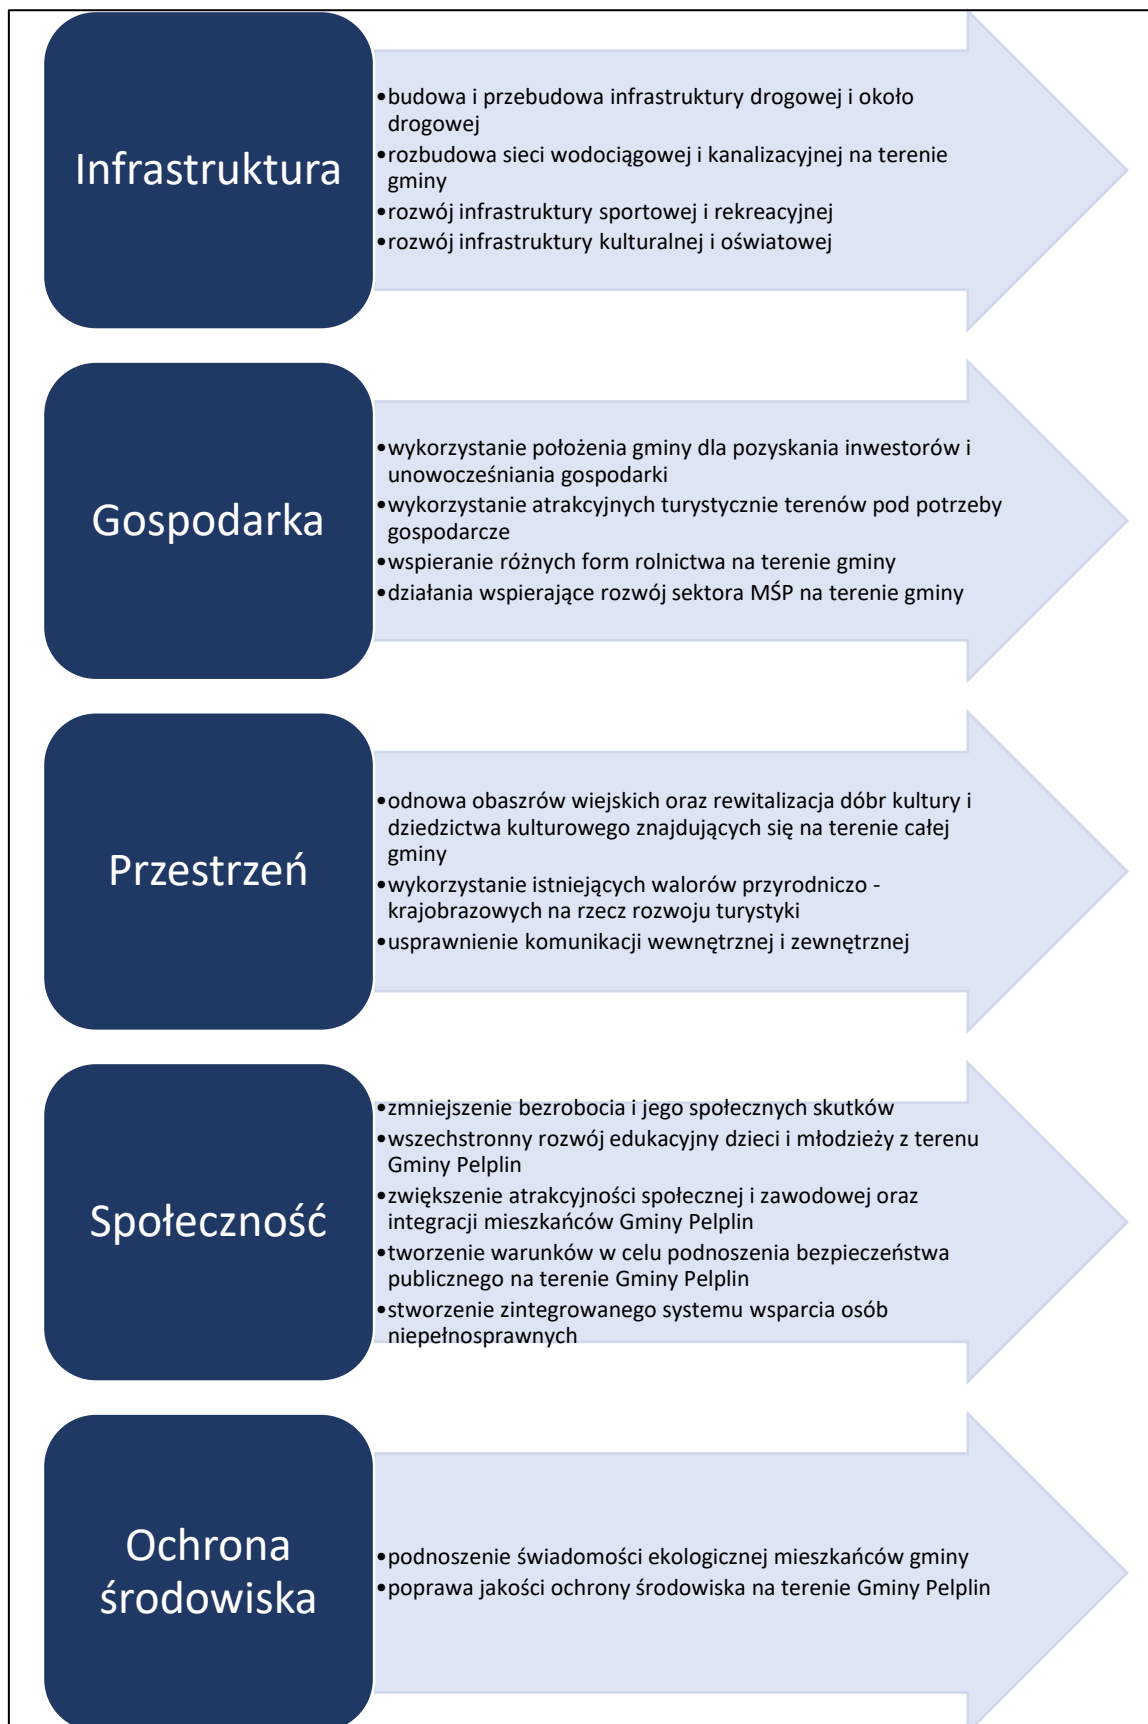 Infrastruktura
•budowa i przebudowa infrastruktury drogowej i około
drogowej
•rozbudowa sieci wodociągowej i kanalizacyjnej na terenie
gminy
•rozwój infrastruktury sportowej i rekreacyjnej
•rozwój infrastruktury kulturalnej i oświatowej
Gospodarka
•wykorzystanie położenia gminy dla pozyskania inwestorów i
unowocześniania gospodarki
•wykorzystanie atrakcyjnych turystycznie terenów pod potrzeby
gospodarcze
•wspieranie różnych form rolnictwa na terenie gminy
•działania wspierające rozwój sektora MŚP na terenie gminy
Przestrzeń
•odnowa obaszrów wiejskich oraz rewitalizacja dóbr kultury i
dziedzictwa kulturowego znajdujących się na terenie całej
gminy
•wykorzystanie istniejących walorów przyrodniczo -
krajobrazowych na rzecz rozwoju turystyki
•usprawnienie komunikacji wewnętrznej i zewnętrznej
Społeczność
•zmniejszenie bezrobocia i jego społecznych skutków
•wszechstronny rozwój edukacyjny dzieci i młodzieży z terenu
Gminy Pelplin
•zwiększenie atrakcyjności społecznej i zawodowej oraz
integracji mieszkańców Gminy Pelplin
•tworzenie warunków w celu podnoszenia bezpieczeństwa
publicznego na terenie Gminy Pelplin
•stworzenie zintegrowanego systemu wsparcia osób
niepełnosprawnych
Ochrona
środowiska
•podnoszenie świadomości ekologicznej mieszkańców gminy
•poprawa jakości ochrony środowiska na terenie Gminy Pelplin